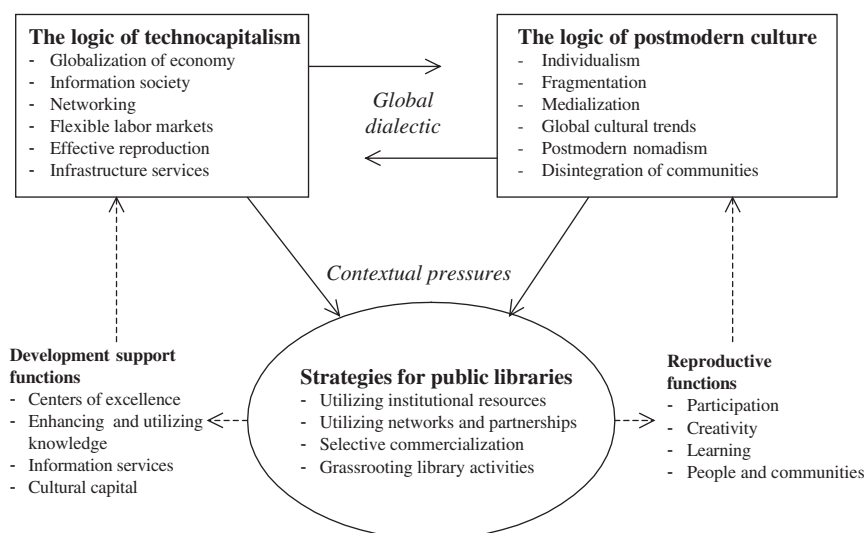 The logic of technocapitalism
- Globalization of economy
- Information society
- Networking
- Flexible labor markets
- Effective reproduction
- Infrastructure services
Global
dialectic
The logic of postmodern culture
- Individualism
- Fragmentation
- Medialization
- Global cultural trends
- Postmodern nomadism
- Disintegration of communities
Contextual pressures
Development support
functions
- Centers of excellence
- Enhancing and utilizing
knowledge
- Information services
- Cultural capital
Strategies for public libraries
- Utilizing institutional resources
- Utilizing networks and partnerships
- Selective commercialization
- Grassrooting library activities
Reproductive
functions
- Participation
- Creativity
- Learning
- People and communities